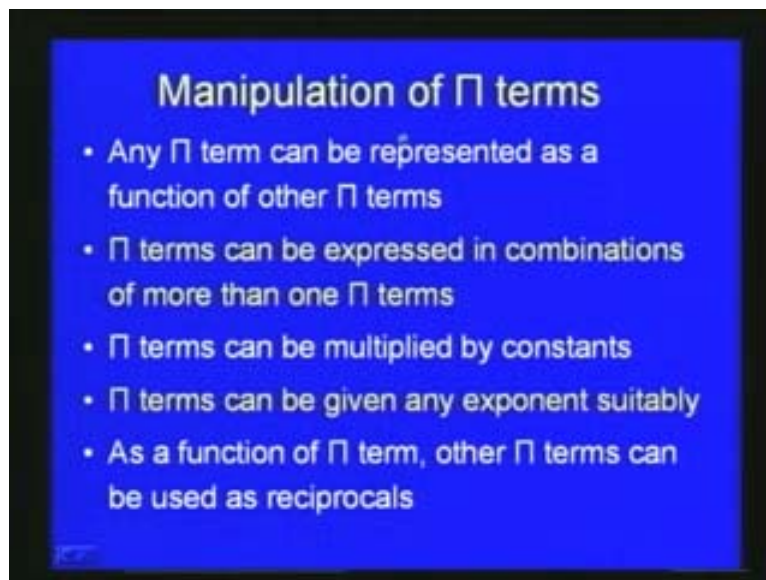 Manipulation of Π terms
• Any Π term can be represented as a
function of other Π terms
• Π terms can be expressed in combinations
of more than one Π terms
• Π terms can be multiplied by constants
• Π terms can be given any exponent suitably
• As a function of Π term, other Π terms can
be used as reciprocals